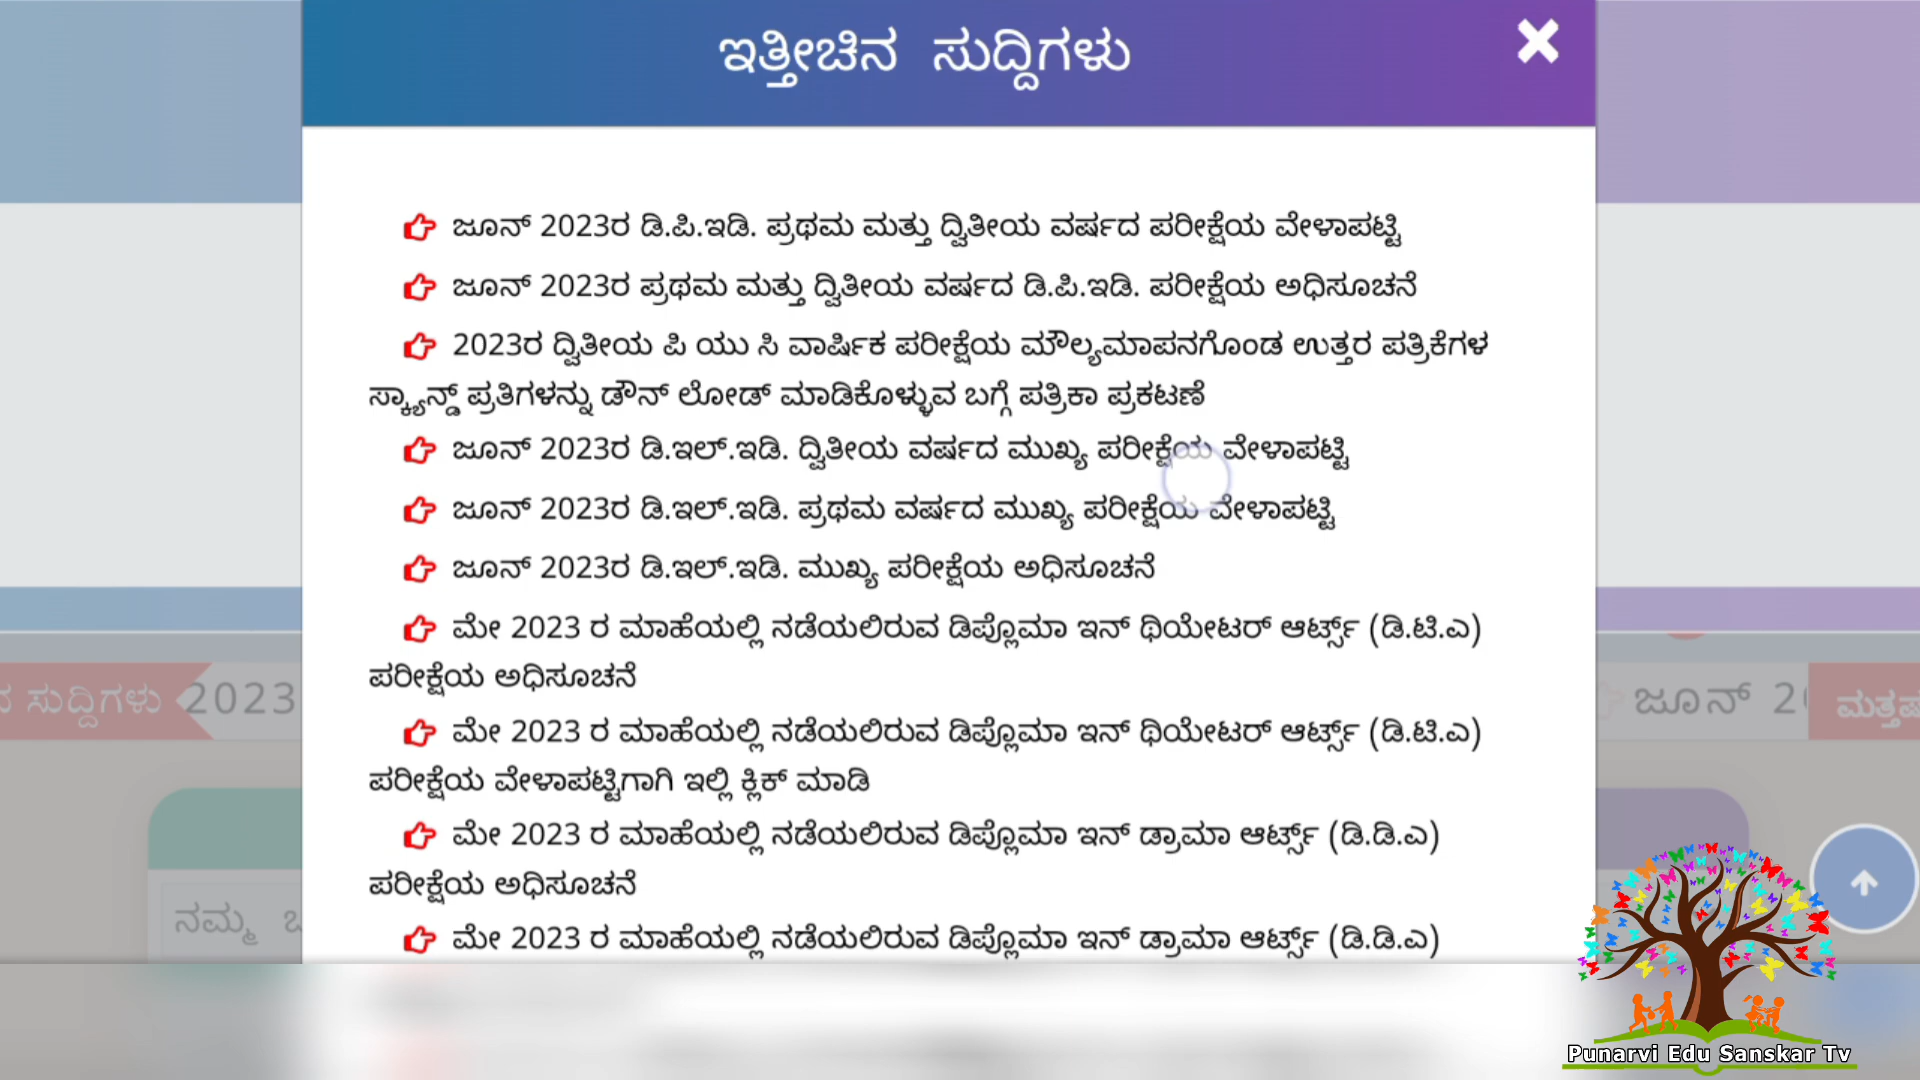 ಇತ್ತೀಚಿನ ಸುದ್ದಿಗಳು
ಜೂನ್ 2023ರ ಡಿ.ಪಿ.ಇಡಿ. ಪ್ರಥಮ ಮತ್ತು ದ್ವಿತೀಯ ವರ್ಷದ ಪರೀಕ್ಷೆಯ ವೇಳಾಪಟ್ಟಿ
ಜೂನ್ 2023ರ ಪ್ರಥಮ ಮತ್ತು ದ್ವಿತೀಯ ವರ್ಷದ ಡಿ.ಪಿ.ಇಡಿ. ಪರೀಕ್ಷೆಯ ಅಧಿಸೂಚನೆ
2023ರ ದ್ವಿತೀಯ ಪಿ ಯು ಸಿ ವಾರ್ಷಿಕ ಪರೀಕ್ಷೆಯ ಮೌಲ್ಯಮಾಪನಗೊಂಡ ಉತ್ತರ ಪತ್ರಿಕೆಗಳ
ಸ್ಕ್ಯಾನ್ಡ್ ಪ್ರತಿಗಳನ್ನು ಡೌನ್ ಲೋಡ್ ಮಾಡಿಕೊಳ್ಳುವ ಬಗ್ಗೆ ಪತ್ರಿಕಾ ಪ್ರಕಟಣೆ
ಜೂನ್ 2023ರ ಡಿ.ಇಲ್.ಇಡಿ. ದ್ವಿತೀಯ ವರ್ಷದ ಮುಖ್ಯ ಪರೀಕ್ಷೆಯ ವೇಳಾಪಟ್ಟಿ
ಜೂನ್ 2023ರ ಡಿ.ಇಲ್.ಇಡಿ. ಪ್ರಥಮ ವರ್ಷದ ಮುಖ್ಯ ಪರೀಕ್ಷೆಯ ವೇಳಾಪಟ್ಟಿ
ಜೂನ್ 2023ರ ಡಿ.ಇಲ್.ಇಡಿ. ಮುಖ್ಯ ಪರೀಕ್ಷೆಯ ಅಧಿಸೂಚನೆ
ಮೇ 2023 ರ ಮಾಹೆಯಲ್ಲಿ ನಡೆಯಲಿರುವ ಡಿಪ್ಲೊಮಾ ಇನ್ ಥಿಯೇಟರ್ ಆರ್ಟ್ಸ್ (ಡಿ.ಟಿ.ಎ)
ಪರೀಕ್ಷೆಯ ಅಧಿಸೂಚನೆ
ಸುದ್ದಿಗಳು 2023
ಜೂನ್
ಮೇ 2023 ರ ಮಾಹೆಯಲ್ಲಿ ನಡೆಯಲಿರುವ ಡಿಪ್ಲೊಮಾ ಇನ್ ಥಿಯೇಟರ್ ಆರ್ಟ್ಸ್ (ಡಿ.ಟಿ.ಎ)
ಪರೀಕ್ಷೆಯ ವೇಳಾಪಟ್ಟಿಗಾಗಿ ಇಲ್ಲಿ ಕ್ಲಿಕ್ ಮಾಡಿ
ಮೇ 2023 ರ ಮಾಹೆಯಲ್ಲಿ ನಡೆಯಲಿರುವ ಡಿಪ್ಲೊಮಾ ಇನ್ ಡ್ರಾಮಾ ಆರ್ಟ್ಸ್ (ಡಿ.ಡಿ.ಎ)
ಪರೀಕ್ಷೆಯ ಅಧಿಸೂಚನೆ
ನಮ್ಮ
ಮೇ 2023 ರ ಮಾಹೆಯಲ್ಲಿ ನಡೆಯಲಿರುವ ಡಿಪ್ಲೊಮಾ ಇನ್ ಡ್ರಾಮಾ ಆರ್ಟ್ಸ್ (ಡಿ.ಡಿ.ಎ)
Punarvi Edu Sanskar Tv